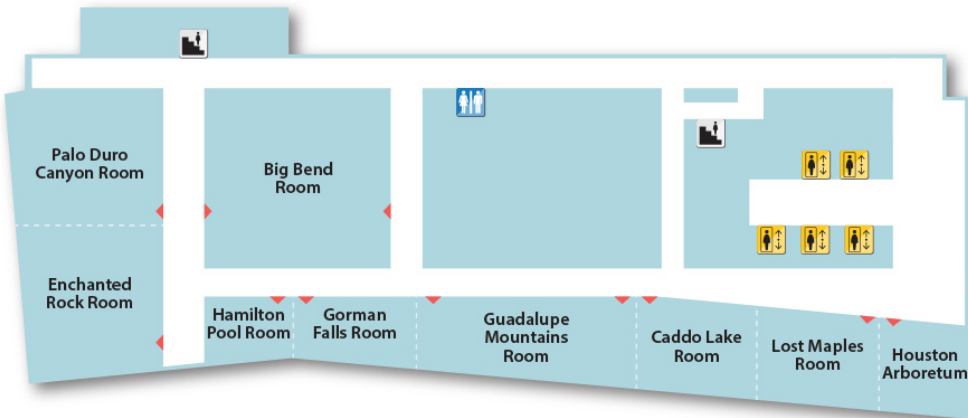 Palo Duro
Canyon Room
Big Bend
Room
Enchanted
Rock Room
Hamilton
Pool Room
Gorman
Falls Room
Guadalupe
Mountains
Room
Caddo Lake
Room
Lost Maples
Room
Houston
Arboretum